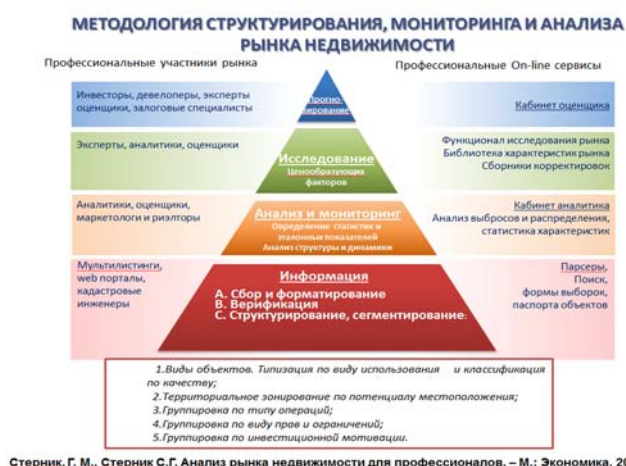 МЕТОДОЛОГИЯ СТРУКТУРИРОВАНИЯ, МОНИТОРИНГА И АНАЛИЗА
РЫНКА НЕДВИЖИМОСТИ
Профессиональные участники рынка
Профессиональные On-line сервисы
Инвесторы, девелоперы, эксперты
оценщики, залоговые специалисты
Прогно-
зирование
Кабинет оценщика
Эксперты, аналитики, оценщики
Исследование
Ценообразующих
факторов
Функционал исследования рынка
Библиотека характеристик рынка
Сборники корректировок
Аналитики, оценщики,
маркетологи и риэлторы
Анализ и мониторинг
Определение статистик и
эталонных показателей
Анализ структуры и динамики
Кабинет аналитика
Анализ выбросов и распределения,
статистика характеристик
Мультилистинги,
web порталы,
кадастровые
инженеры
Информация
А. Сбор и форматирование
В. Верификация
С. Структурирование, сегментирование:
Парсеры,
Поиск,
формы выборок,
паспорта объектов
1.Виды объектов. Типизация по виду использования и классификация
по качеству;
2.Территориальное зонирование по потенциалу местоположения;
3.Группировка по типу операций;
4.Группировка по виду прав и ограничений;
5.Группировка по инвестиционной мотивации.
Стерник, Г. М., Стерник С.Г. Анализ рынка недвижимости для профессионалов. – М.: Экономика, 20